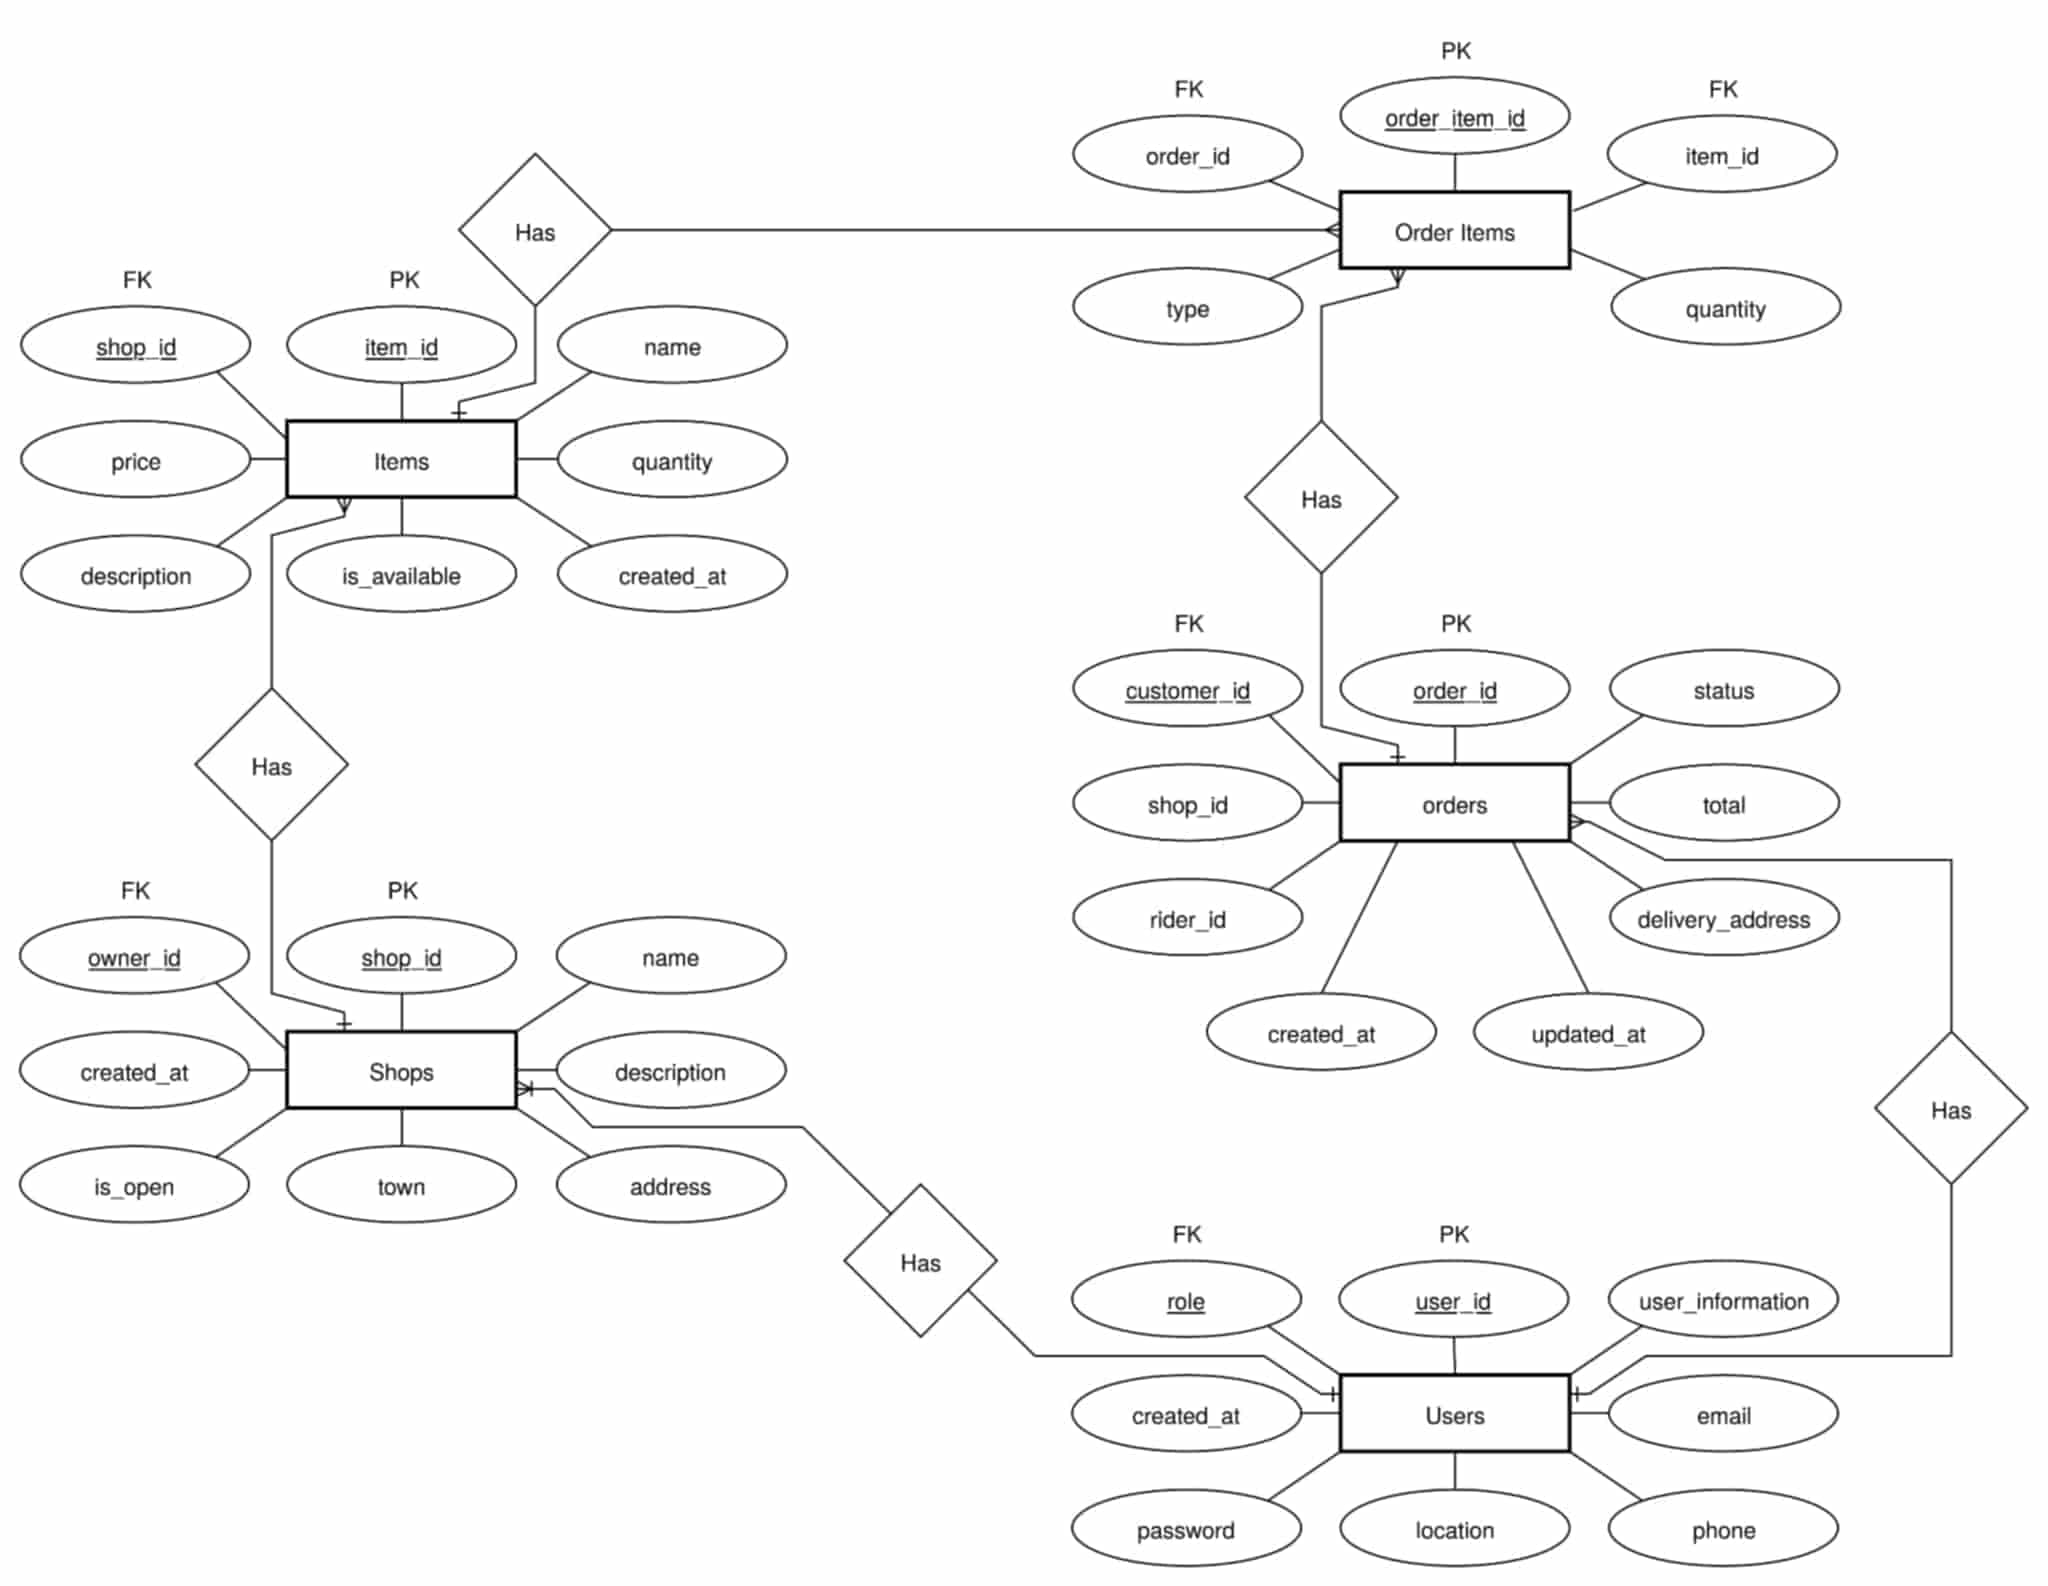 PK
FK
FK
order_item_id
order_id
item_id
Has
Order Items
FK
PK
type
quantity
shop_id
item_id
name
price
Items
quantity
Has
description
is_available
created_at
FK
PK
customer_id
order_id
status
Has
shop_id
orders
total
FK
PK
rider_id
delivery_address
owner_id
shop_id
name
created_at
updated_at
created_at
Shops
description
Has
is_open
town
address
FK
PK
Has
role
user_id
user_information
created_at
Users
email
password
location
phone